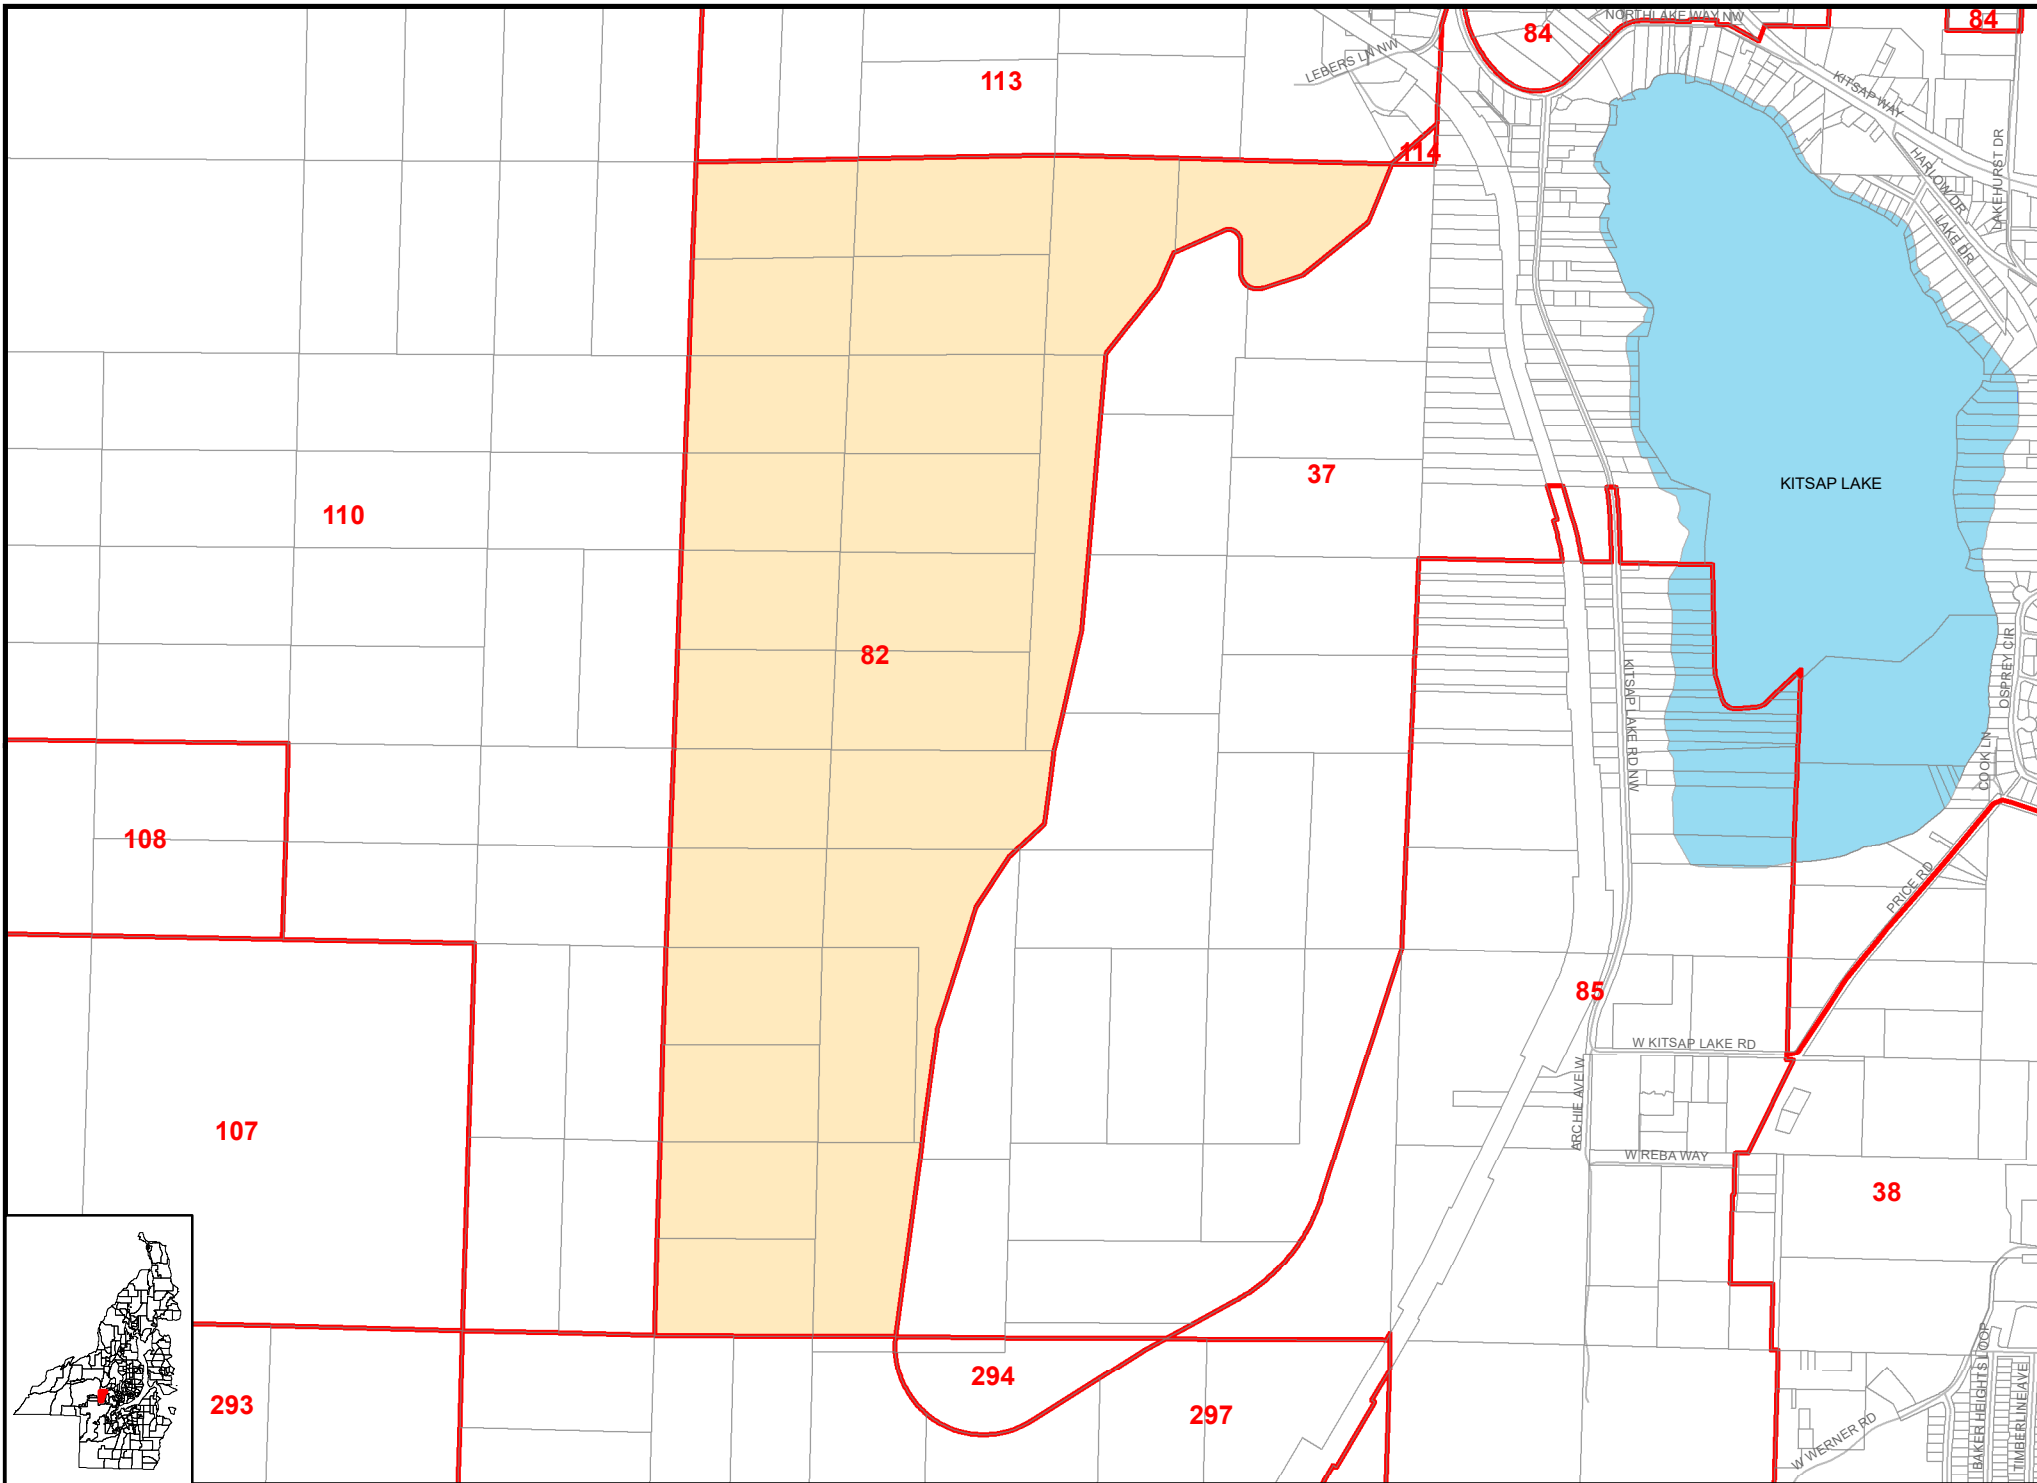 NORTHLAKE WAY NW
84
84
LEBERS LN NW
113
KITSAP WAY
114
HARLOW DR
LAKEHURST DR
LAKE DR
37
KITSAP LAKE
110
82
KITSAP LAKE RD NW
OSPREY CIR
COOK LN
108
PRICE RD
85
W KITSAP LAKE RD
107
ARCHIE AVE W
W REBA WAY
38
294
293
297
BAKER HEIGHTS LOOP
TIMBERLINE AVE
W WERNER RD